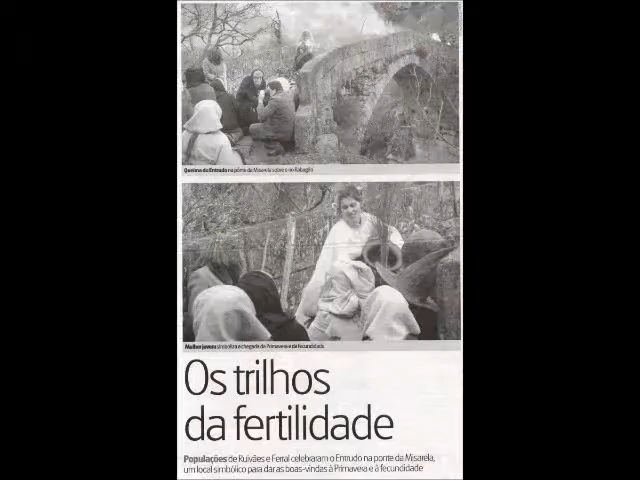 Queima do Entrudo na ponte da Misarela sobre o rio Rabagão
Mulher jovem simboliza a chegada da Primavera e da fecundidade
Os trilhos
da fertilidade
Populações de Ruivães e Ferral celebraram o Entrudo na ponte da Misarela,
um local simbólico para dar as boas-vindas à Primavera e à fecundidade